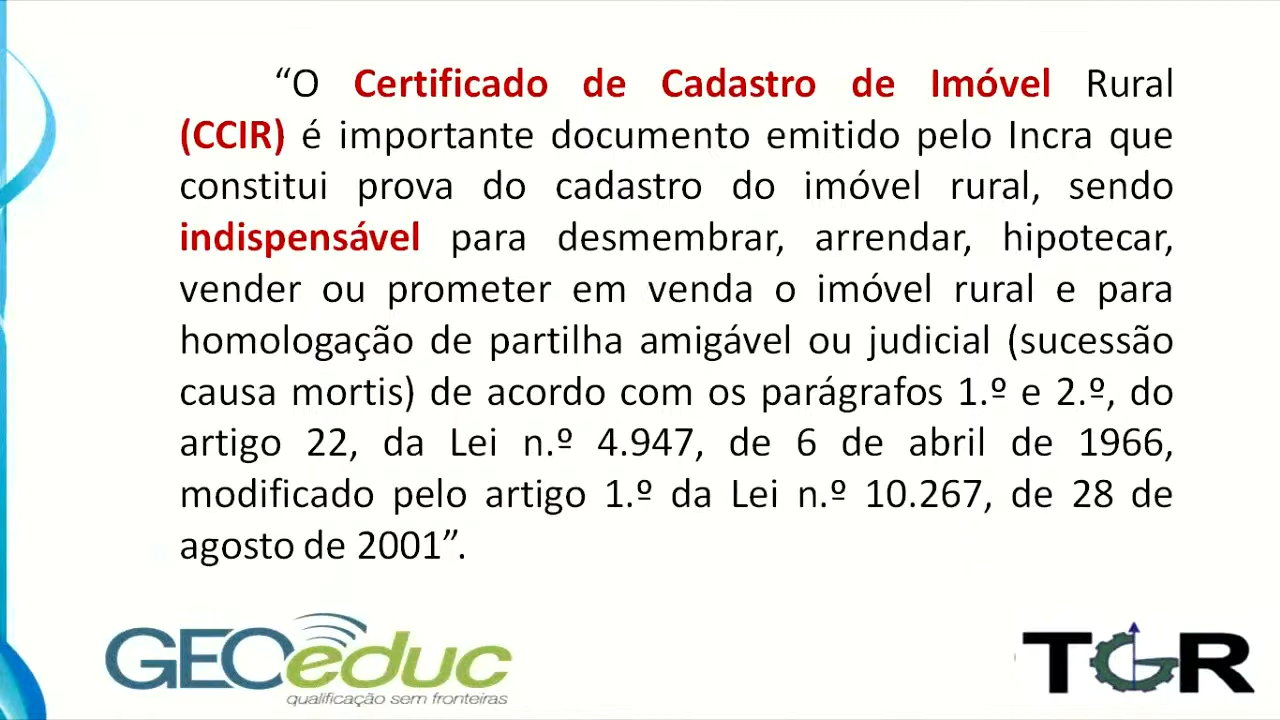 “O Certificado de Cadastro de Imóvel Rural
(CCIR) é importante documento emitido pelo Incra que
constitui prova do cadastro do imóvel rural, sendo
indispensável para desmembrar, arrendar, hipotecar,
vender ou prometer em venda o imóvel rural e para
homologação de partilha amigável ou judicial (sucessão
causa mortis) de acordo com os parágrafos 1.º e 2.º, do
artigo 22, da Lei n.º 4.947, de 6 de abril de 1966,
modificado pelo artigo 1.º da Lei n.º 10.267, de 28 de
agosto de 2001”.
GEOeduc
qualificação sem fronteiras
TGR